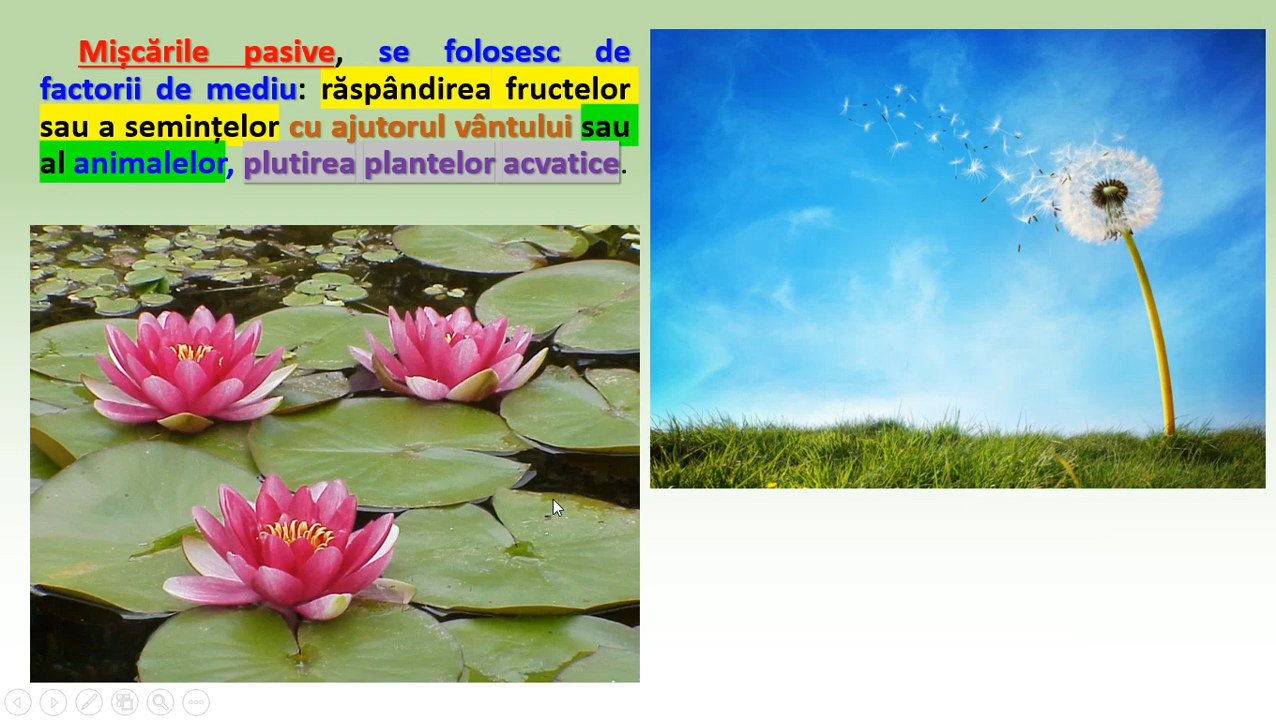 Mișcările pasive, se folosesc de
factorii de mediu: răspândirea fructelor
sau a semințelor cu ajutorul vântului sau
al animalelor, plutirea plantelor acvatice.